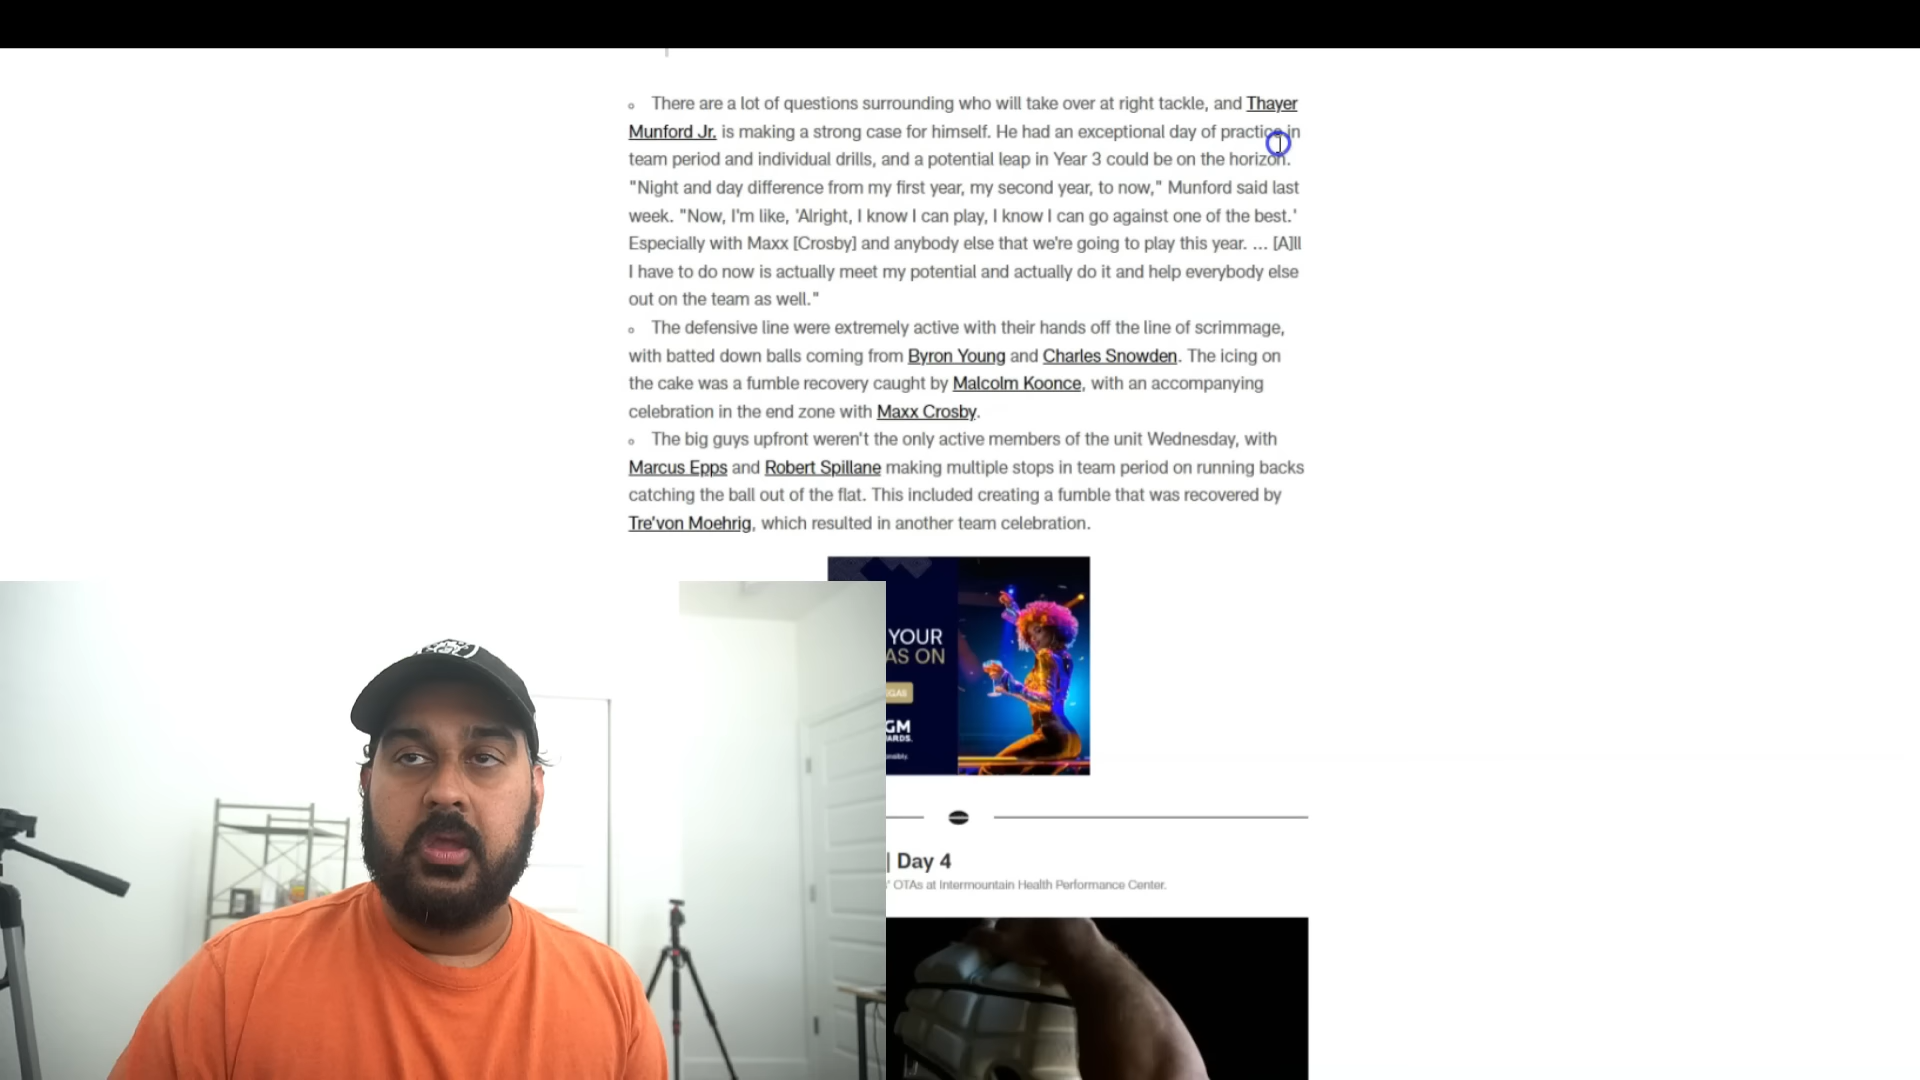 There are a lot of questions surrounding who will take over at right tackle, and Thayer
Munford Jr. is making a strong case for himself. He had an exceptional day of practice in
team period and individual drills, and a potential leap in Year 3 could be on the horizon.
"Night and day difference from my first year, my second year, to now," Munford said last
week. "Now, I'm like, 'Alright, I know I can play, I know I can go against one of the best.'
Especially with Maxx [Crosby] and anybody else that we're going to play this year. ... [A]ll
I have to do now is actually meet my potential and actually do it and help everybody else
out on the team as well."
The defensive line were extremely active with their hands off the line of scrimmage,
with batted down balls coming from Byron Young and Charles Snowden. The icing on
the cake was a fumble recovery caught by Malcolm Koonce, with an accompanying
celebration in the end zone with Maxx Crosby.
The big guys upfront weren't the only active members of the unit Wednesday, with
Marcus Epps and Robert Spillane making multiple stops in team period on running backs
catching the ball out of the flat. This included creating a fumble that was recovered by
Tre'von Moehrig, which resulted in another team celebration.
YOUR
AS ON
GM
| Day 4
' OTAs at Intermountain Health Performance Center.